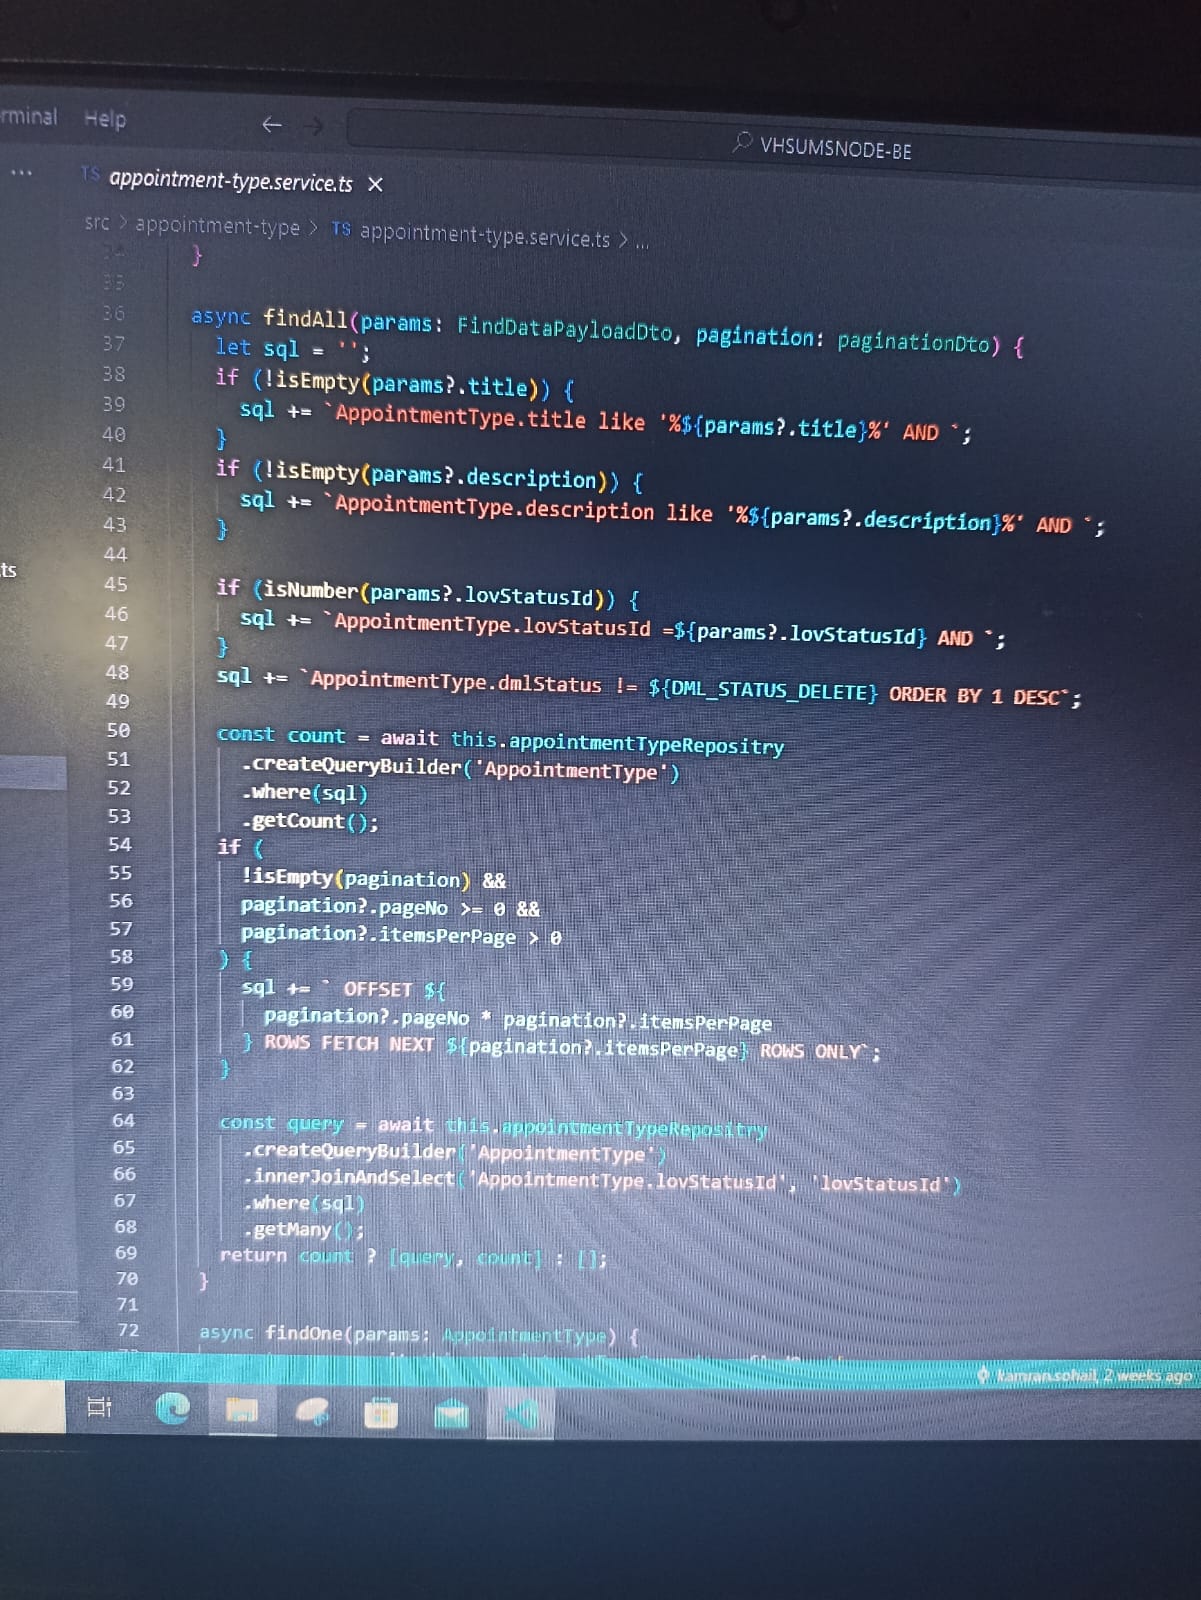 Help
VHSUMSNODE-BE
TS appointment-type.service.ts
src > appointment-type > TS appointment-type.service.ts > ...
34 }
35
36 async findAll(params: FindDataPayloadDto, pagination: paginationDto) {
37 let sql = '';
38 if (!isEmpty(params?.title)) {
39 sql += `AppointmentType.title like '%${params?.title}%' AND `;
40 }
41 if (!isEmpty(params?.description)) {
42 sql += `AppointmentType.description like '%${params?.description}%' AND `;
43 }
44
ts
45 if (isNumber(params?.lovStatusId)) {
46 sql += `AppointmentType.lovStatusId =${params?.lovStatusId} AND `;
47 }
48 sql += `AppointmentType.dmlStatus != ${DML_STATUS_DELETE} ORDER BY 1 DESC`;
49
50 const count = await this.appointmentTypeRepositry
51 .createQueryBuilder('AppointmentType')
52 .where(sql)
53 .getCount();
54 if (
55 !isEmpty(pagination) &&
56 pagination?.pageNo >= 0 &&
57 pagination?.itemsPerPage > 0
58 ) {
59 sql += ` OFFSET ${
60 pagination?.pageNo * pagination?.itemsPerPage
61 } ROWS FETCH NEXT ${pagination?.itemsPerPage} ROWS ONLY`;
62 }
63
64 const query = await this.appointmentTypeRepositry
65 .createQueryBuilder('AppointmentType')
66 .innerJoinAndSelect('AppointmentType.lovStatusId', 'lovStatusId')
67 .where(sql)
68 .getMany();
69 return count ? [query, count] : [];
70 }
71
72 async findOne(params: AppointmentType) {
kamran.sohail, 2 weeks ago